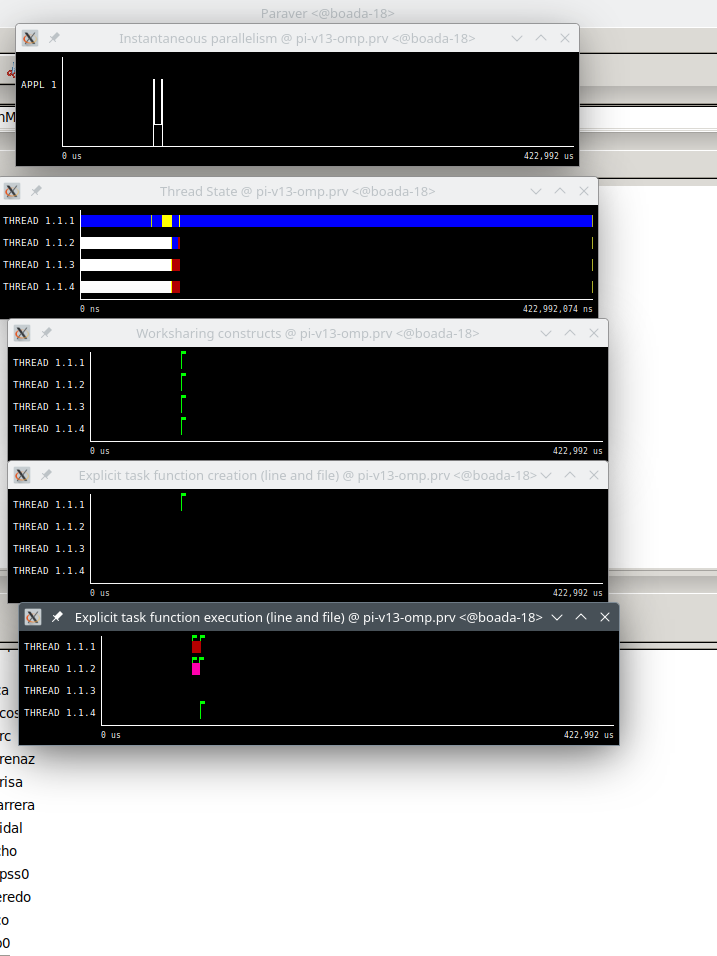 Paraver <@boada-18>
Instantaneous parallelism @ pi-v13-omp.prv <@boada-18>
APPL 1
0 us
422,992 us
nM
Thread State @ pi-v13-omp.prv <@boada-18>
THREAD 1.1.1
THREAD 1.1.2
THREAD 1.1.3
THREAD 1.1.4
0 ns
422,992,074 ns
Worksharing constructs @ pi-v13-omp.prv <@boada-18>
THREAD 1.1.1
THREAD 1.1.2
THREAD 1.1.3
THREAD 1.1.4
0 us
422,992 us
Explicit task function creation (line and file) @ pi-v13-omp.prv <@boada-18>
THREAD 1.1.1
THREAD 1.1.2
THREAD 1.1.3
THREAD 1.1.4
0 us
422,992 us
Explicit task function execution (line and file) @ pi-v13-omp.prv <@boada-18>
THREAD 1.1.1
THREAD 1.1.2
THREAD 1.1.3
THREAD 1.1.4
0 us
422,992 us
ca
cos
rc
renaz
risa
arrera
idal
cho
pss0
eredo
co
o0